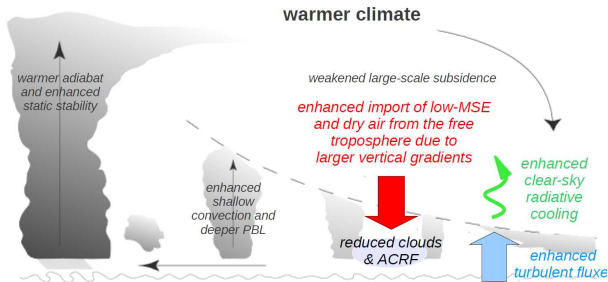 warmer climate
warmer adiabat
and enhanced
static stability
weakened large-scale subsidence
enhanced import of low-MSE
and dry air from the free
troposphere due to
larger vertical gradients
enhanced
clear-sky
radiative
cooling
enhanced
shallow
convection and
deeper PBL
reduced clouds
& ACRF
enhanced
turbulent fluxe